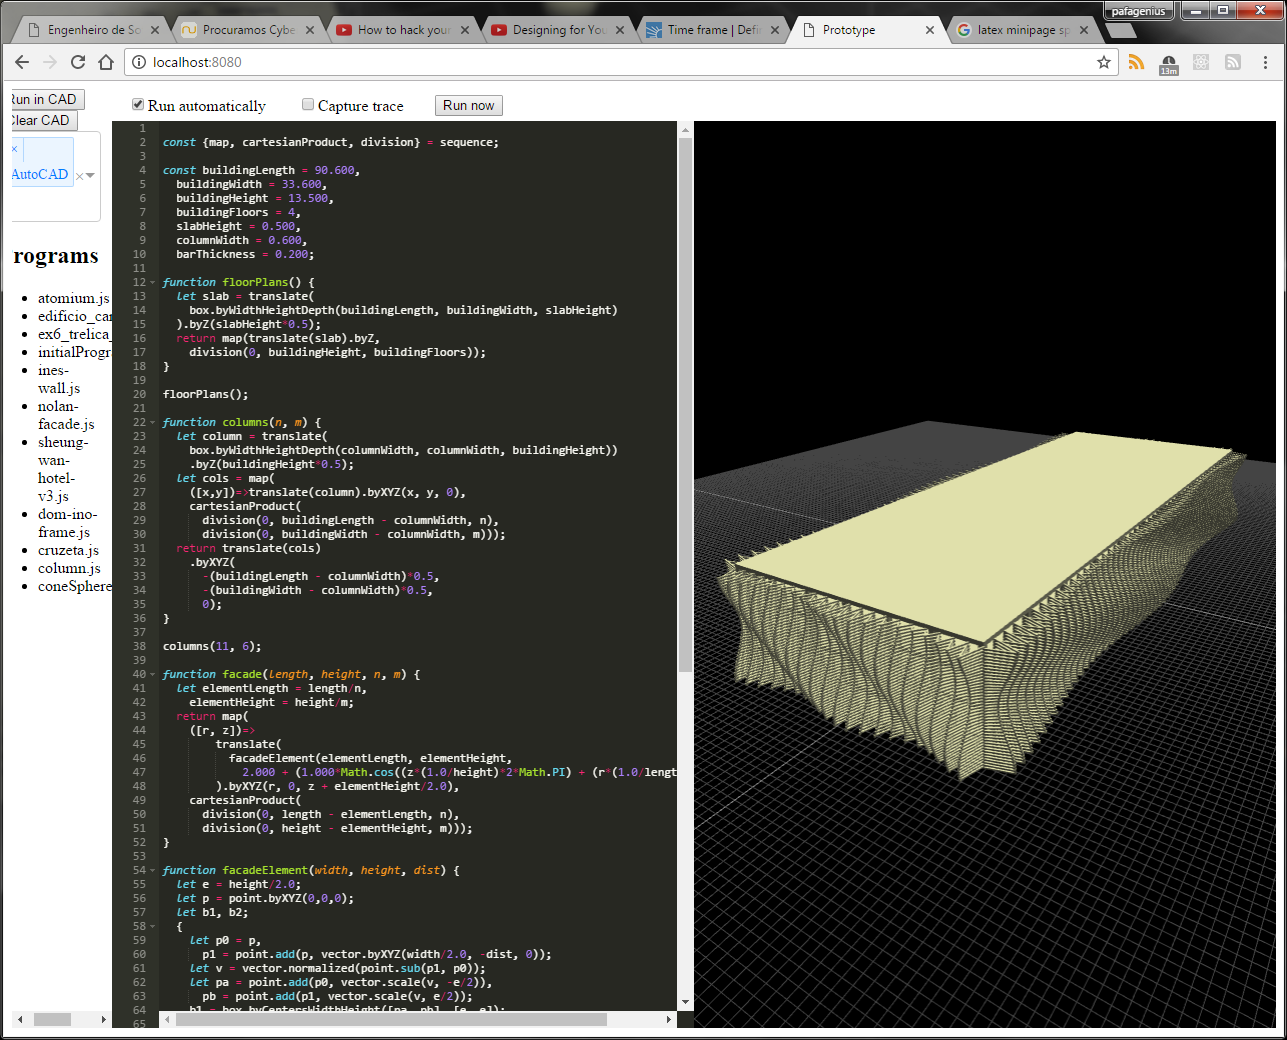 pafagenius
Engenheiro de So
Procuramos Cybe
How to hack your
Designing for You
Time frame | Defi
Prototype
latex minipage sp
localhost:8080
13m
Run in CAD
Clear CAD
Run automatically
Capture trace
Run now
×
AutoCAD
×
rograms
atomium.js
edificio_car
ex6_trelica_
initialProgra
ines-
wall.js
nolan-
facade.js
sheung-
wan-
hotel-
v3.js
dom-ino-
frame.js
cruzeta.js
column.js
coneSphere
1
2 const {map, cartesianProduct, division} = sequence;
3
4 const buildingLength = 90.600,
5 buildingWidth = 33.600,
6 buildingHeight = 13.500,
7 buildingFloors = 4,
8 slabHeight = 0.500,
9 columnWidth = 0.600,
10 barThickness = 0.200;
11
12 function floorPlans() {
13 let slab = translate(
14 box.byWidthHeightDepth(buildingLength, buildingWidth, slabHeight)
15 ).byZ(slabHeight*0.5);
16 return map(translate(slab).byZ,
17 division(0, buildingHeight, buildingFloors));
18 }
19
20 floorPlans();
21
22 function columns(n, m) {
23 let column = translate(
24 box.byWidthHeightDepth(columnWidth, columnWidth, buildingHeight))
25 .byZ(buildingHeight*0.5);
26 let cols = map(
27 ([x,y])=>translate(column).byXYZ(x, y, 0),
28 cartesianProduct(
29 division(0, buildingLength - columnWidth, n),
30 division(0, buildingWidth - columnWidth, m)));
31 return translate(cols)
32 .byXYZ(
33 -(buildingLength - columnWidth)*0.5,
34 -(buildingWidth - columnWidth)*0.5,
35 0);
36 }
37
38 columns(11, 6);
39
40 function facade(length, height, n, m) {
41 let elementLength = length/n,
42 elementHeight = height/m;
43 return map(
44 ([r, z])=>
45 translate(
46 facadeElement(elementLength, elementHeight,
47 2.000 + (1.000*Math.cos((z*(1.0/height)*2*Math.PI) + (r*(1.0/lengt
48 ).byXYZ(r, 0, z + elementHeight/2.0),
49 cartesianProduct(
50 division(0, length - elementLength, n),
51 division(0, height - elementHeight, m)));
52 }
53
54 function facadeElement(width, height, dist) {
55 let e = height/2.0;
56 let p = point.byXYZ(0,0,0);
57 let b1, b2;
58 {
59 let p0 = p,
60 p1 = point.add(p, vector.byXYZ(width/2.0, -dist, 0));
61 let v = vector.normalized(point.sub(p1, p0));
62 let pa = point.add(p0, vector.scale(v, -e/2)),
63 pb = point.add(p1, vector.scale(v, e/2));
64 b1 = box.byCentersWidthHeight([pa, pb], [e, e]);
65